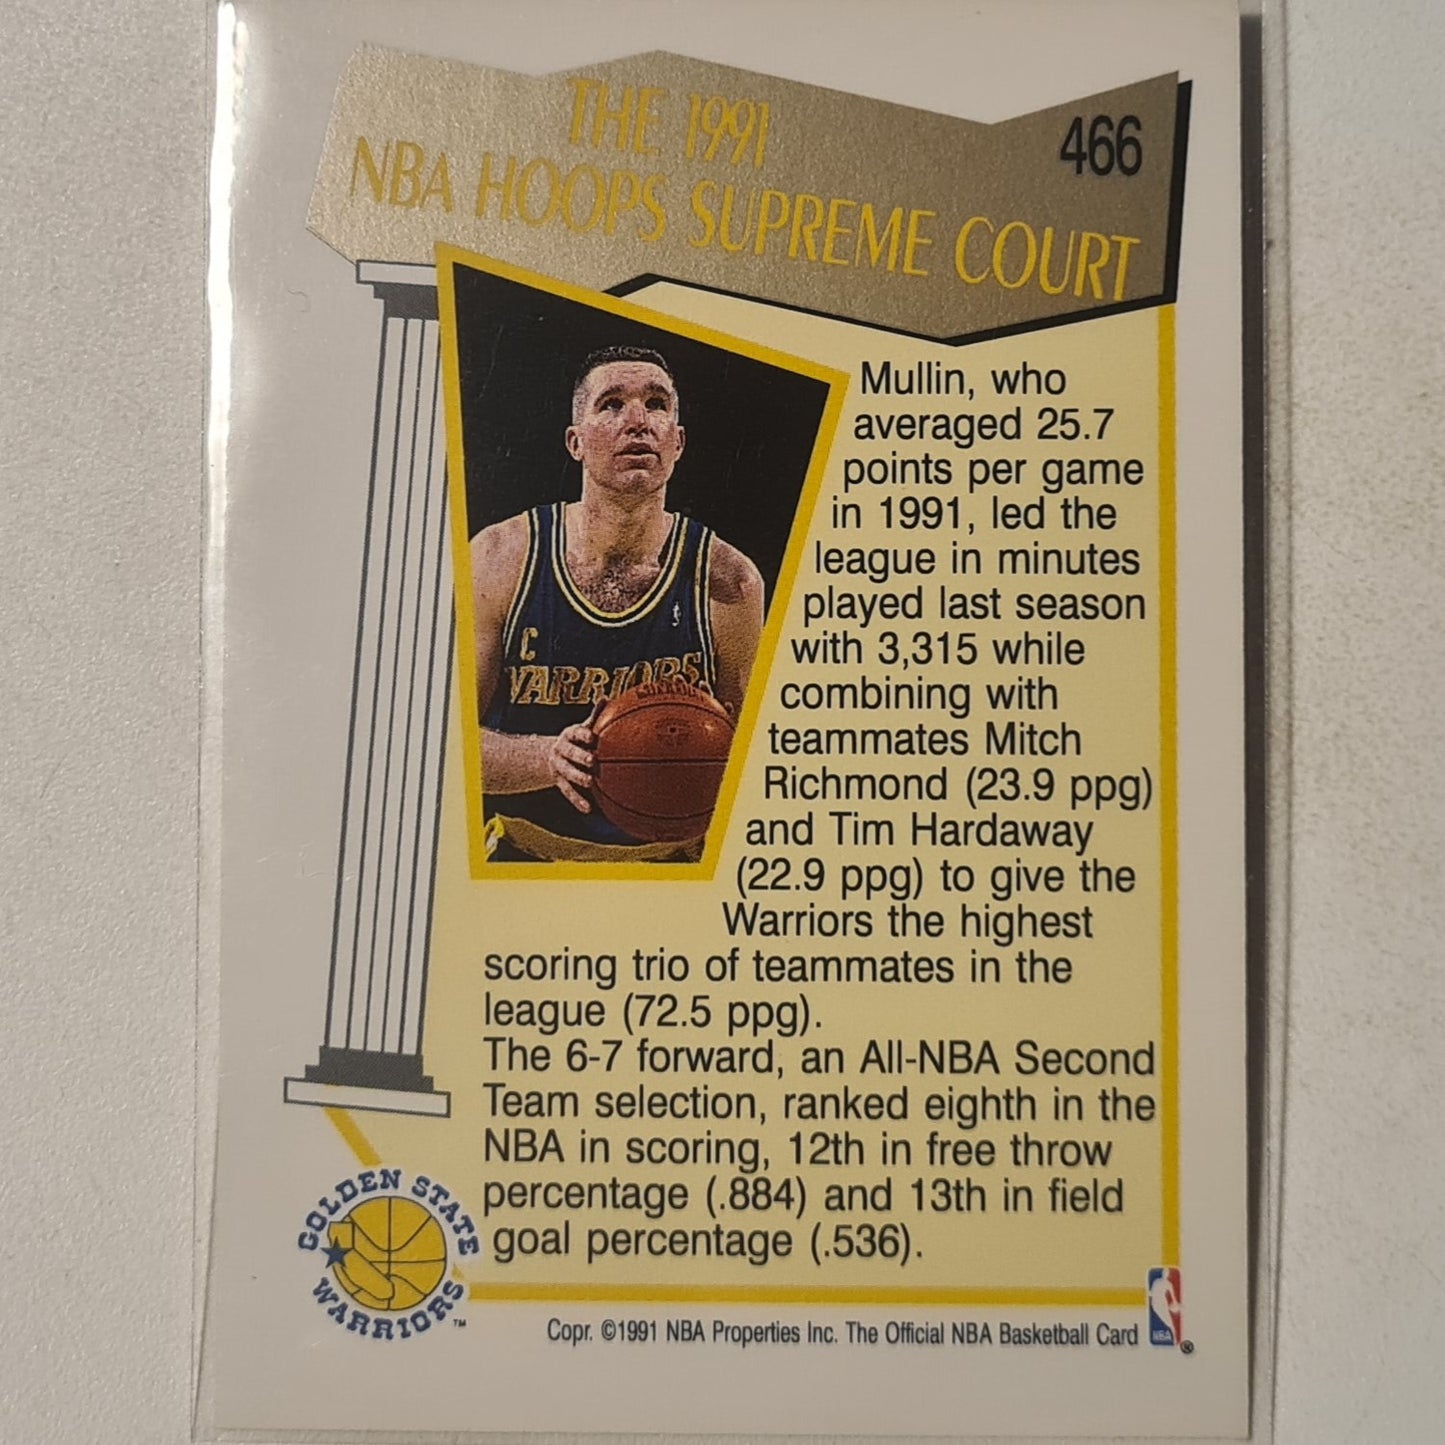 THE 1991
NBA HOOPS SUPREME COURT
466
Mullin, who
averaged 25.7
points per game
in 1991, led the
league in minutes
played last season
with 3,315 while
combining with
teammates Mitch
Richmond (23.9 ppg)
and Tim Hardaway
(22.9 ppg) to give the
Warriors the highest
scoring trio of teammates in the
league (72.5 ppg).
The 6-7 forward, an All-NBA Second
Team selection, ranked eighth in the
NBA in scoring, 12th in free throw
percentage (.884) and 13th in field
goal percentage (.536).
C
WARRIORS
GOLDEN STATE
WARRIORS™
Copr. ©1991 NBA Properties Inc. The Official NBA Basketball Card
NBA
®